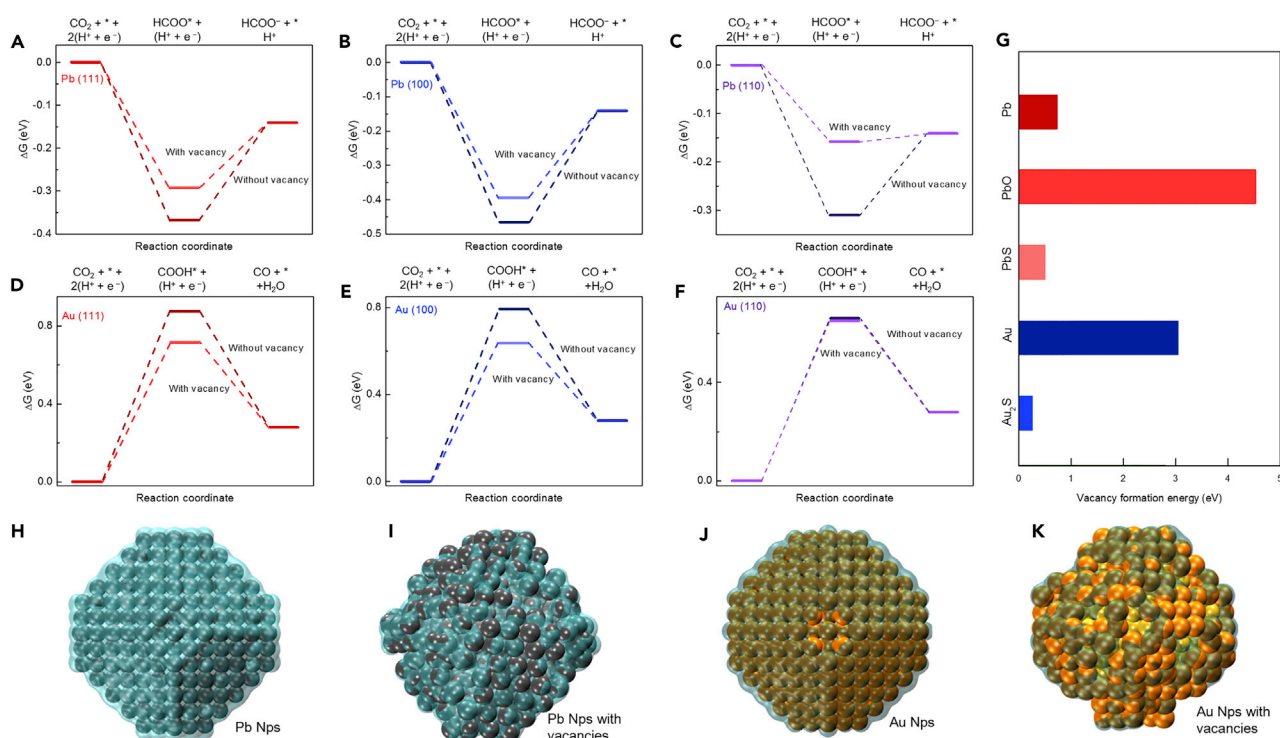 A
CO₂ + * +
2(H⁺ + e⁻)
HCOO* +
(H⁺ + e⁻)
HCOO⁻ + *
H⁺
0.0
-0.1
-0.2
-0.3
-0.4
ΔG (eV)
Pb (111)
With vacancy
Without vacancy
Reaction coordinate
B
CO₂ + * +
2(H⁺ + e⁻)
HCOO* +
(H⁺ + e⁻)
HCOO⁻ + *
H⁺
0.0
-0.1
-0.2
-0.3
-0.4
-0.5
ΔG (eV)
Pb (100)
With vacancy
Without vacancy
Reaction coordinate
C
CO₂ + * +
2(H⁺ + e⁻)
HCOO* +
(H⁺ + e⁻)
HCOO⁻ + *
H⁺
0.0
-0.1
-0.2
-0.3
ΔG (eV)
Pb (110)
With vacancy
Without vacancy
Reaction coordinate
G
Pb
PbO
PbS
Au
Au₂S
0 1 2 3 4 5
Vacancy formation energy (eV)
D
CO₂ + * +
2(H⁺ + e⁻)
COOH* +
(H⁺ + e⁻)
CO + *
+H₂O
0.8
0.4
0.0
ΔG (eV)
Au (111)
Without vacancy
With vacancy
Reaction coordinate
E
CO₂ + * +
2(H⁺ + e⁻)
COOH* +
(H⁺ + e⁻)
CO + *
+H₂O
0.8
0.4
0.0
ΔG (eV)
Au (100)
Without vacancy
With vacancy
Reaction coordinate
F
CO₂ + * +
2(H⁺ + e⁻)
COOH* +
(H⁺ + e⁻)
CO + *
+H₂O
0.4
0.0
ΔG (eV)
Au (110)
Without vacancy
With vacancy
Reaction coordinate
H
Pb Nps
I
Pb Nps with
vacancies
J
Au Nps
K
Au Nps with
vacancies